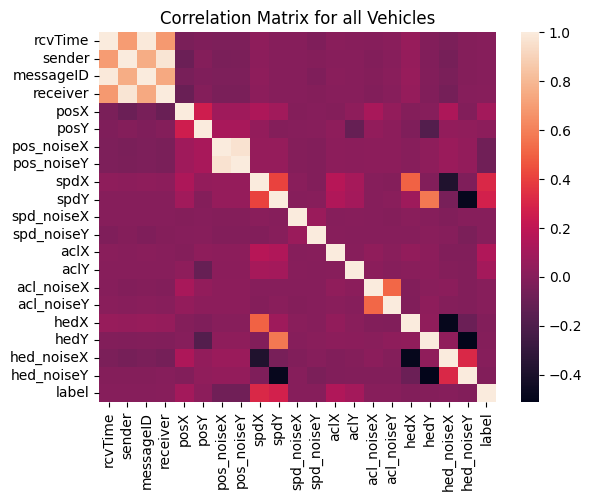 Correlation Matrix for all Vehicles
rcvTime
sender
messageID
receiver
posX
posY
pos_noiseX
pos_noiseY
spdX
spdY
spd_noiseX
spd_noiseY
aclX
aclY
acl_noiseX
acl_noiseY
hedX
hedY
hed_noiseX
hed_noiseY
label
rcvTime
sender
messageID
receiver
posX
posY
pos_noiseX
pos_noiseY
spdX
spdY
spd_noiseX
spd_noiseY
aclX
aclY
acl_noiseX
acl_noiseY
hedX
hedY
hed_noiseX
hed_noiseY
label
1.0
0.8
0.6
0.4
0.2
0.0
−0.2
−0.4